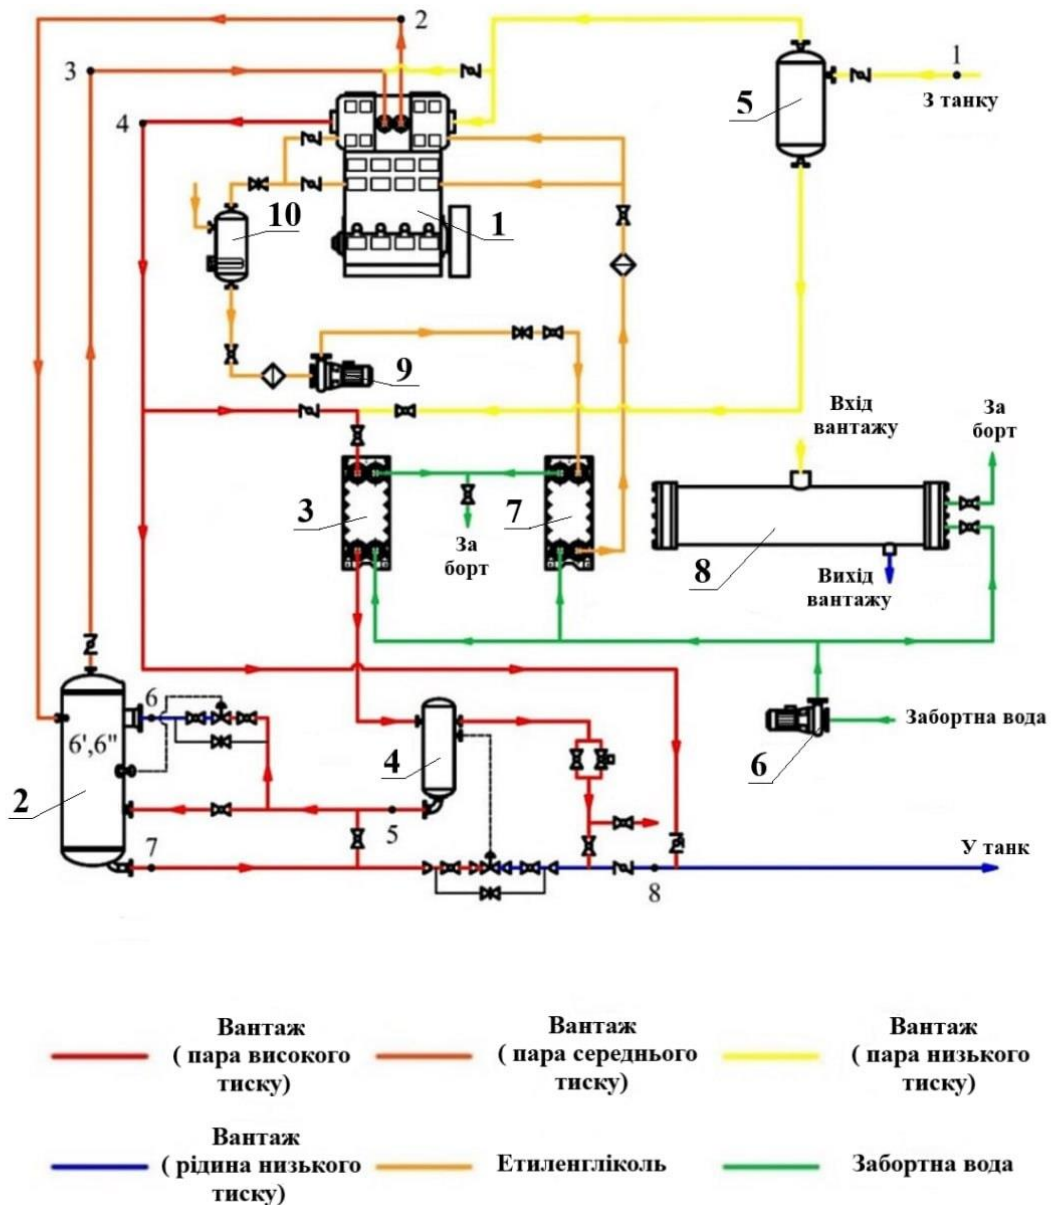 2
3
4
1
З танку
5
10
1
9
Вхід
вантажу
За
борт
3
7
8
За
борт
Вихід
вантажу
6
6',6"
4
Забортна вода
6
2
5
7
У танк
8
Вантаж
( пара високого
тиску)
Вантаж
( пара середнього
тиску)
Вантаж
( пара низького
тиску)
Вантаж
( рідина низького
тиску)
Етиленгліколь
Забортна вода